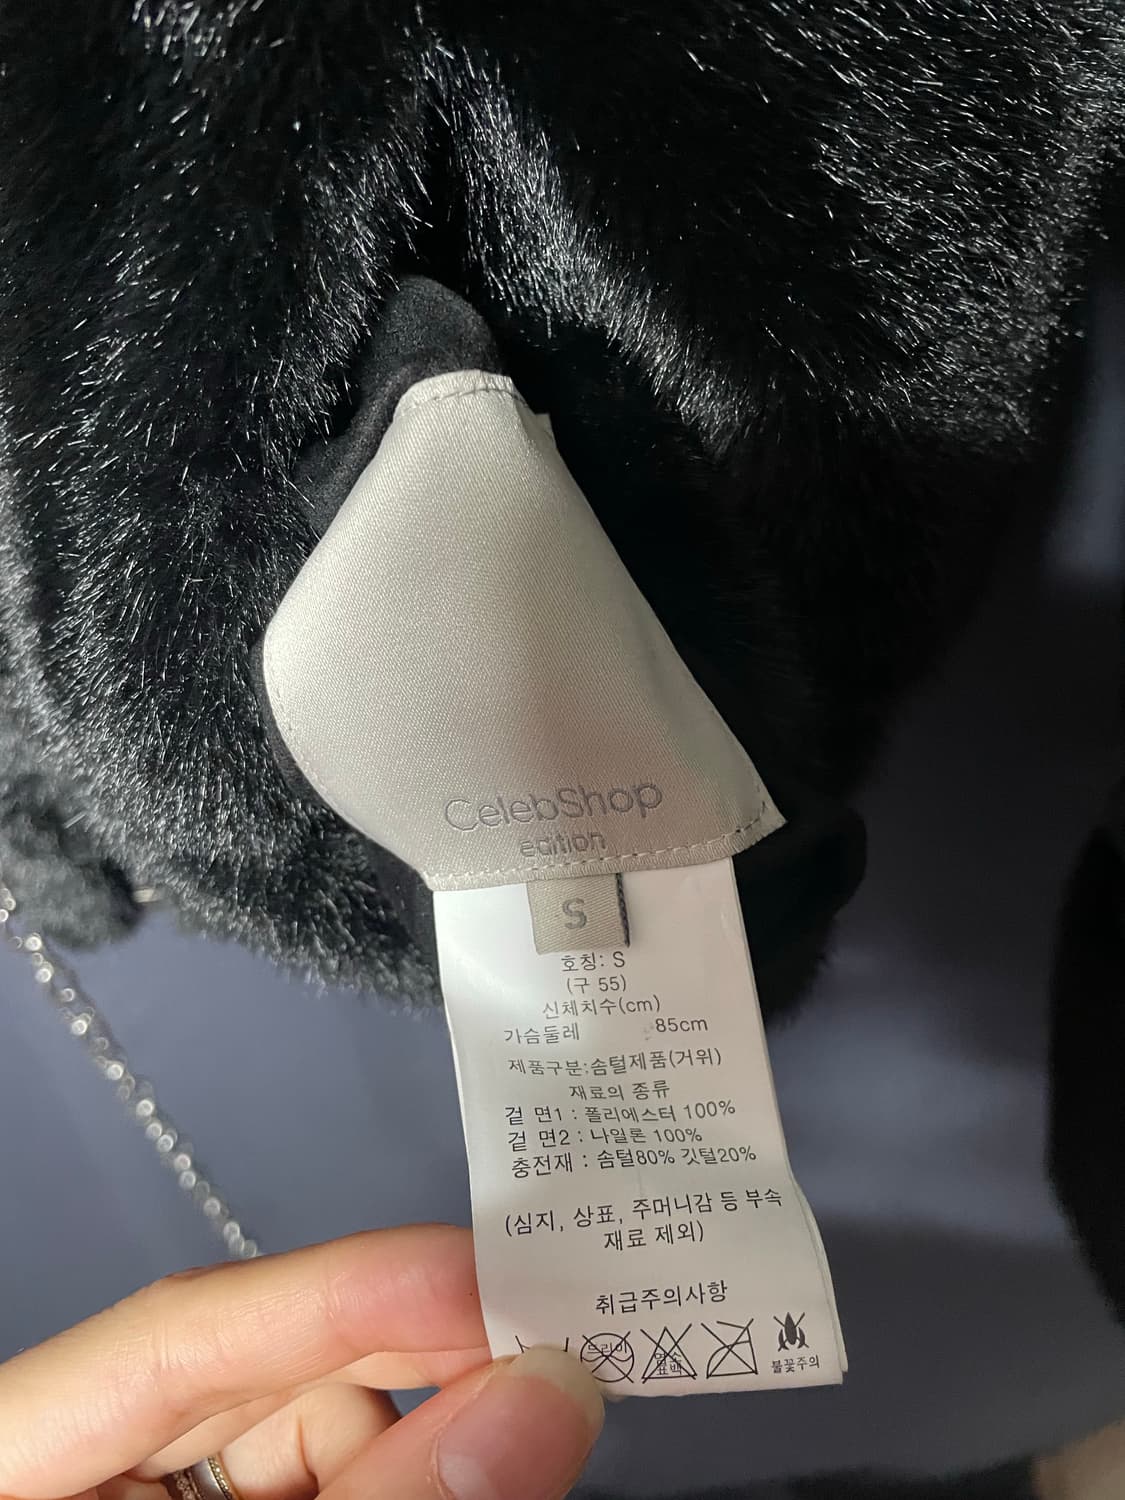 CelebShop
edition
S
호칭: S
(구 55)
신체치수(cm)
가슴둘레 85cm
제품구분:솜털제품(거위)
재료의 종류
겉 면1 : 폴리에스터 100%
겉 면2 : 나일론 100%
충전재 : 솜털80% 깃털20%
(심지, 상표, 주머니감 등 부속
재료 제외)
취급주의사항
드라이
염소
표백
불꽃주의